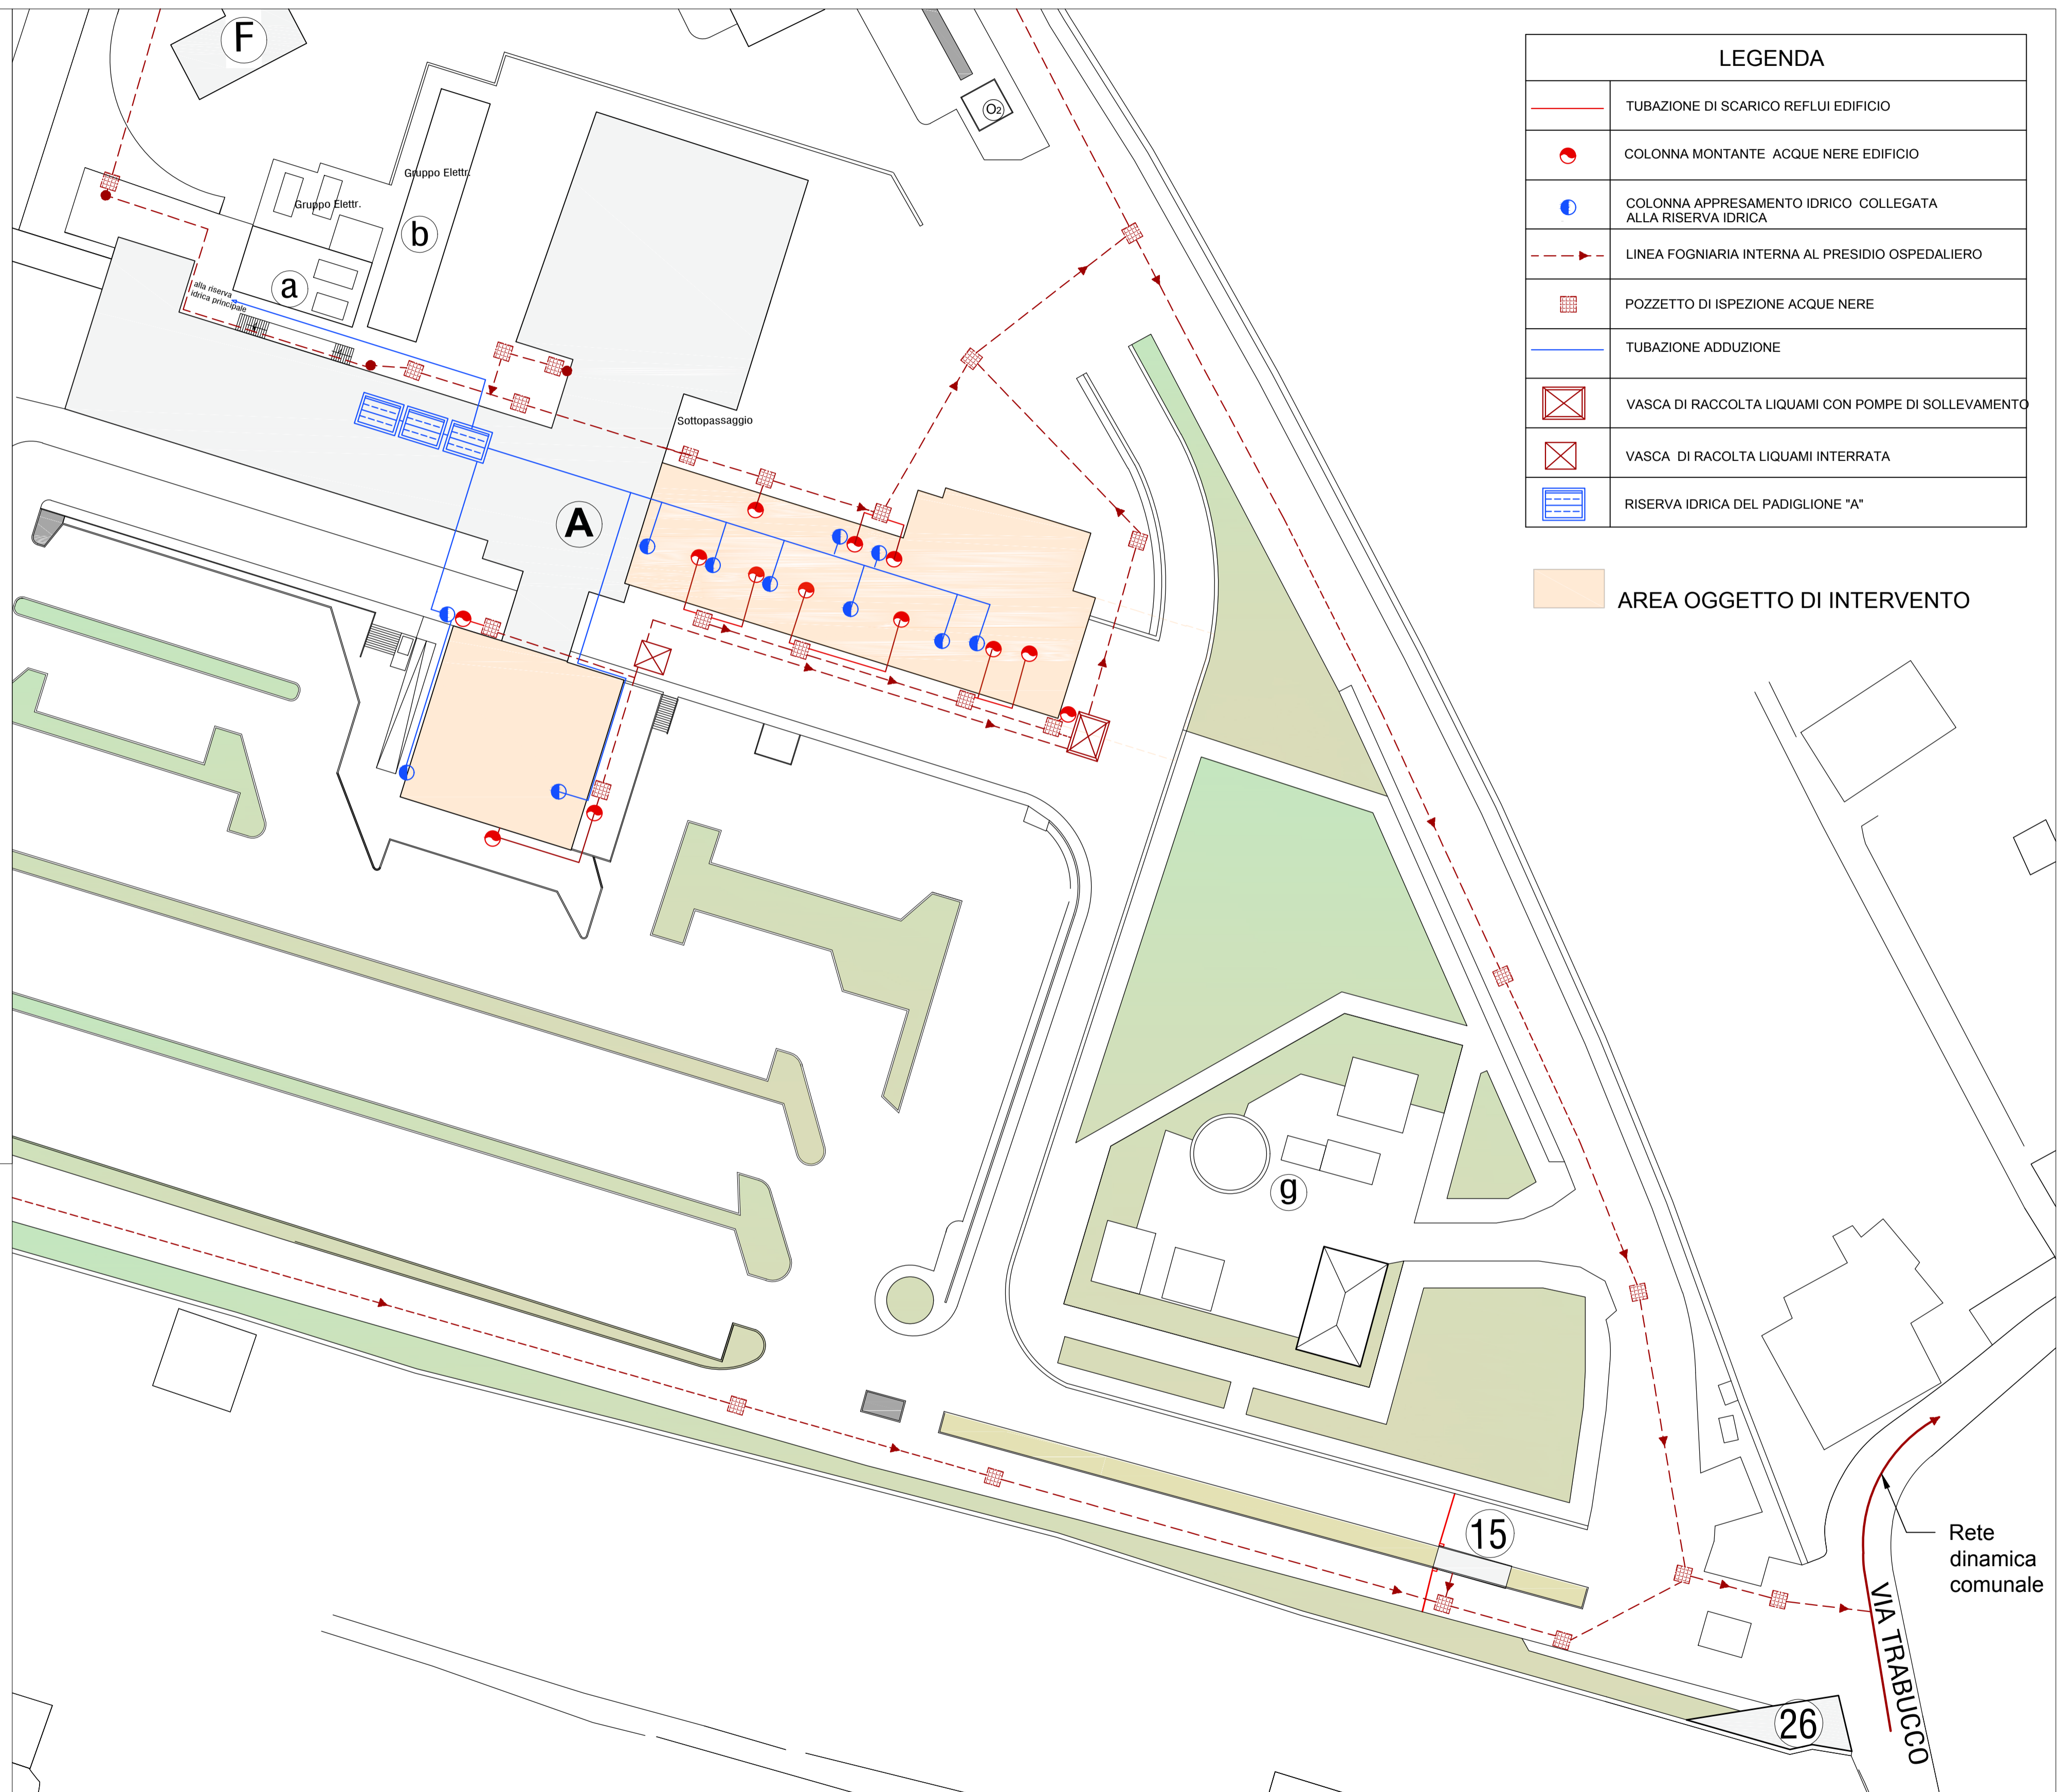 F
O2
LEGENDA
TUBAZIONE DI SCARICO REFLUI EDIFICIO
COLONNA MONTANTE ACQUE NERE EDIFICIO
COLONNA APPRESAMENTO IDRICO COLLEGATA
ALLA RISERVA IDRICA
LINEA FOGNIARIA INTERNA AL PRESIDIO OSPEDALIERO
POZZETTO DI ISPEZIONE ACQUE NERE
TUBAZIONE ADDUZIONE
VASCA DI RACCOLTA LIQUAMI CON POMPE DI SOLLEVAMENTO
VASCA DI RACOLTA LIQUAMI INTERRATA
RISERVA IDRICA DEL PADIGLIONE "A"
AREA OGGETTO DI INTERVENTO
Gruppo Elettr.
Gruppo Elettr.
b
a
alla riserva
idrica principale
Sottopassaggio
A
g
15
Rete
dinamica
comunale
VIA TRABUCCO
26